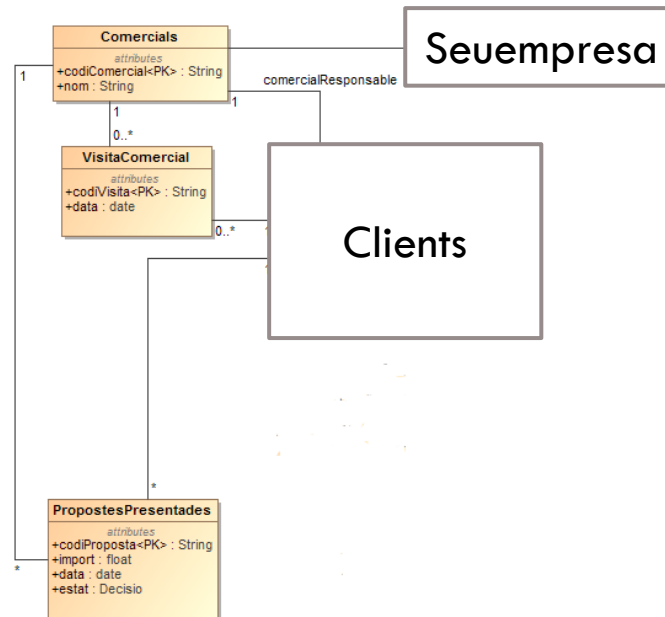 Comercials
attributes
+codiComercial<PK> : String
+nom : String
Seuempresa
comercialResponsable
1
1
1
0..*
VisitaComercial
attributes
+codiVisita<PK> : String
+data : date
0..*
Clients
*
PropostesPresentades
attributes
+codiProposta<PK> : String
+import : float
+data : date
+estat : Decisio
*